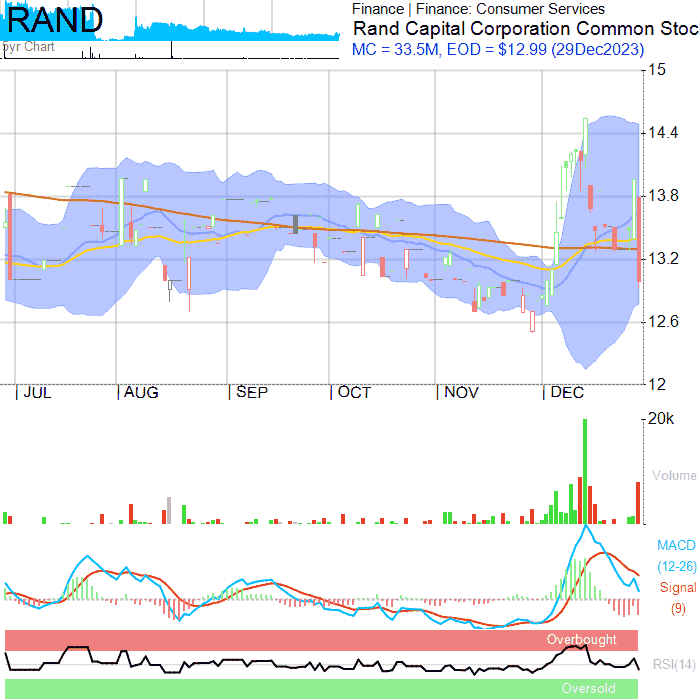 RAND
5yr Chart
Finance | Finance: Consumer Services
Rand Capital Corporation Common Stoc
MC = 33.5M, EOD = $12.99 (29Dec2023)
15
14.4
13.8
13.2
12.6
12
JUL AUG SEP OCT NOV DEC
20k
Volume
MACD
(12-26)
Signal
(9)
Overbought
RSI(14)
Oversold